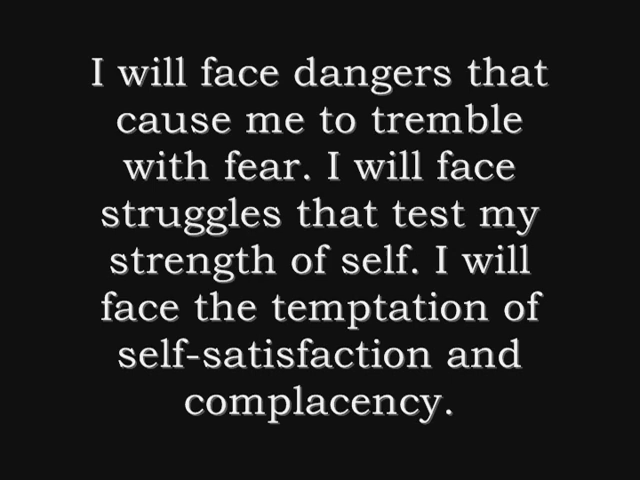 I will face dangers that
cause me to tremble
with fear. I will face
struggles that test my
strength of self. I will
face the temptation of
self-satisfaction and
complacency.